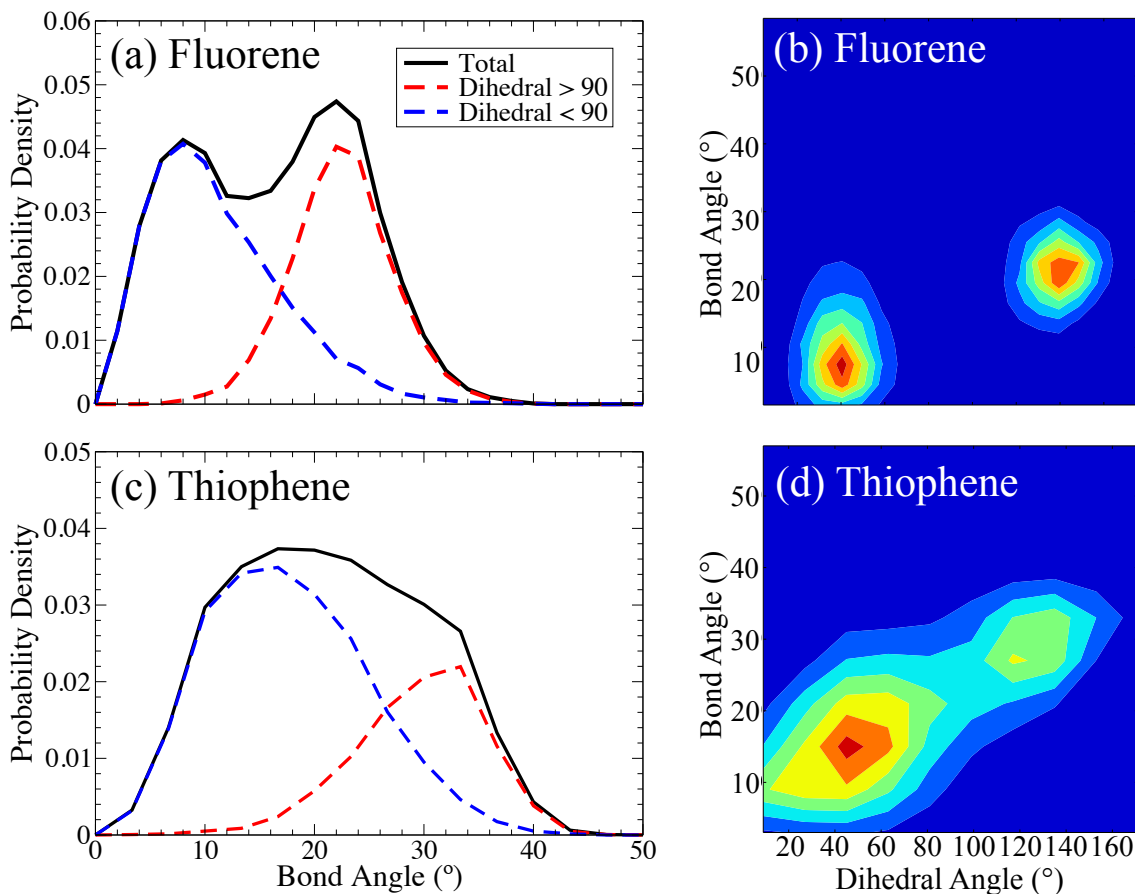 (a) Fluorene
Total
Dihedral > 90
Dihedral < 90
Probability Density
0.06
0.05
0.04
0.03
0.02
0.01
0
(b) Fluorene
Bond Angle (°)
50
40
30
20
10
(c) Thiophene
Probability Density
0.05
0.04
0.03
0.02
0.01
0
0 10 20 30 40 50
Bond Angle (°)
(d) Thiophene
Bond Angle (°)
50
40
30
20
10
20 40 60 80 100 120 140 160
Dihedral Angle (°)